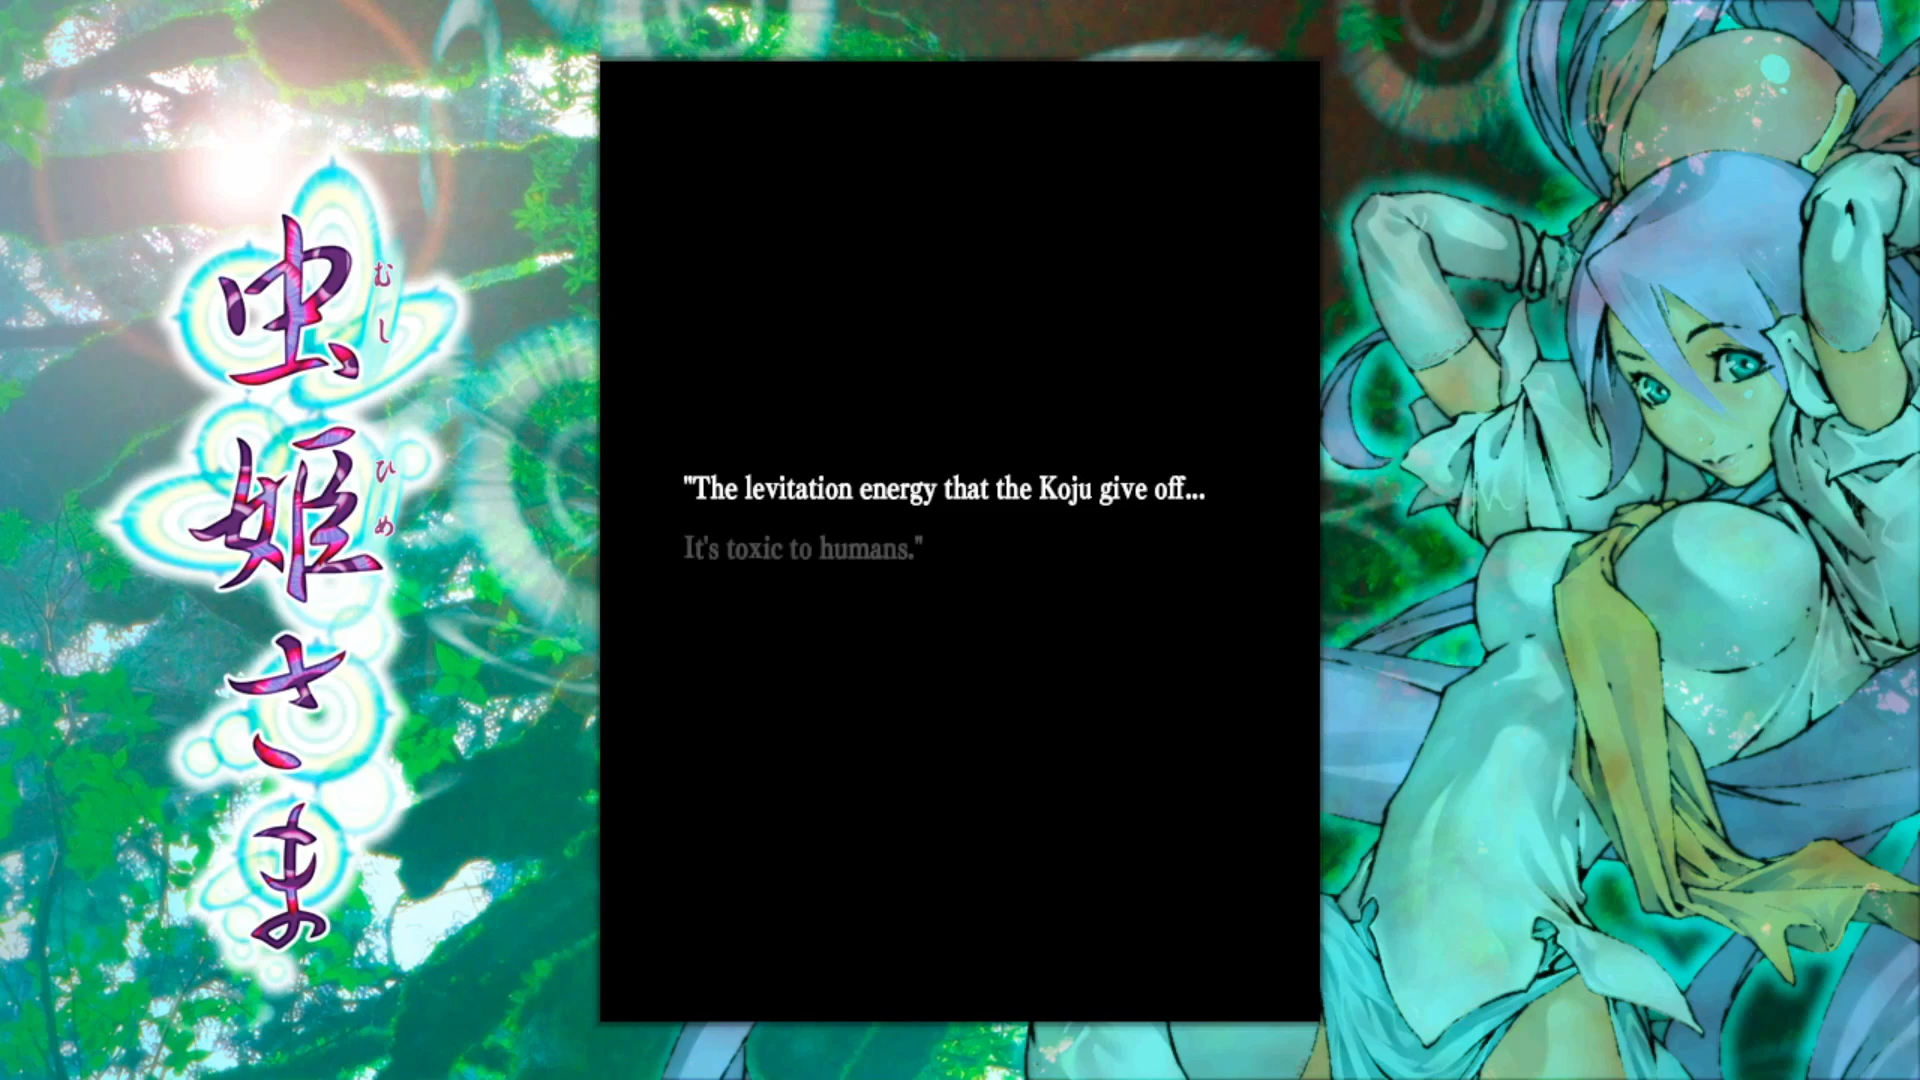 虫姫さま
むしひめ
"The levitation energy that the Koju give off...
It's toxic to humans."